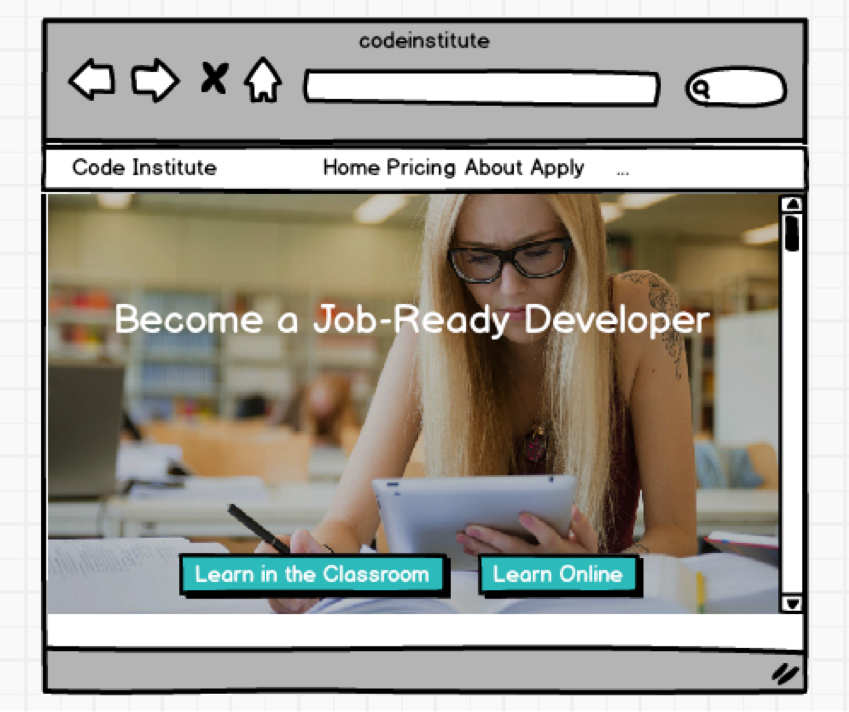 codeinstitute
Code Institute Home Pricing About Apply ...
Become a Job-Ready Developer
Learn in the Classroom Learn Online